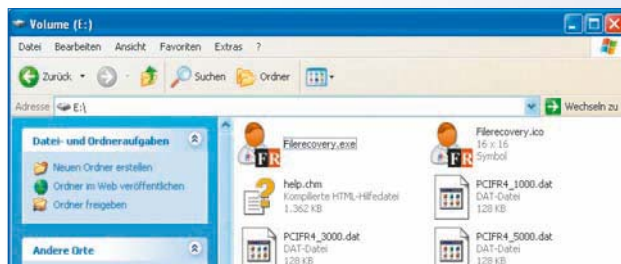 Volume (E:)
Datei Bearbeiten Ansicht Favoriten Extras ?
Zurück Suchen Ordner
Adresse E:\ Wechseln zu
Datei- und Ordneraufgaben
Neuen Ordner erstellen
Ordner im Web veröffentlichen
Ordner freigeben
Andere Orte
FR
Filerecovery.exe
FR
Filerecovery.ico
16 x 16
Symbol
help.chm
Kompilierte HTML-Hilfedatei
1.362 KB
PCIFR4_1000.dat
DAT-Datei
128 KB
PCIFR4_3000.dat
DAT-Datei
128 KB
PCIFR4_5000.dat
DAT-Datei
128 KB